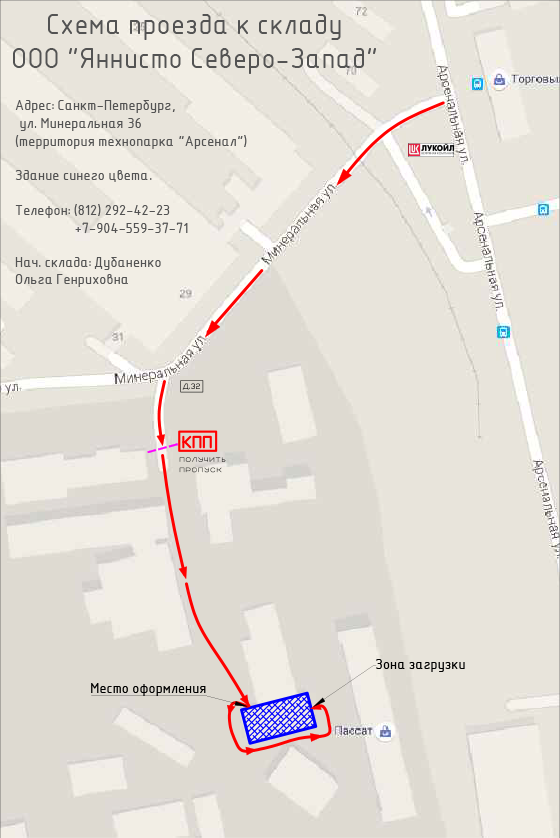 Схема проезда к складу
ООО "Яннисто Северо-Запад"
Адрес: Санкт-Петербург,
ул. Минеральная 36
(территория технопарка "Арсенал")
Здание синего цвета.
Телефон: (812) 292-42-23
+7-904-559-37-71
Нач. склада: Дубаненко
Ольга Генриховна
72
70
Арсенальная ул.
Торговы
ЛУКОЙЛ
Минеральная ул.
Арсенальная ул.
29
31
Минеральная ул.
ул.
Д.32
КПП
ПОЛУЧИТЬ
ПРОПУСК
Арсенальная ул.
Зона загрузки
Место оформления
Пассат